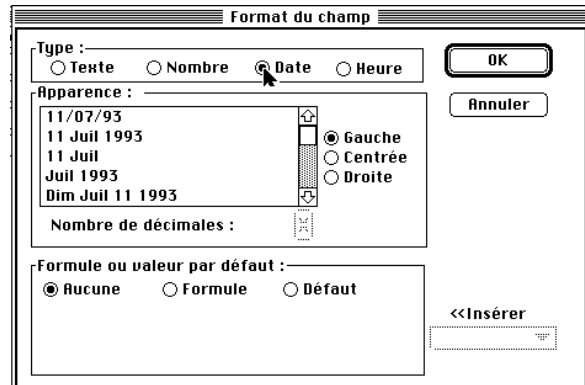 Format du champ
Type :
Texte Nombre Date Heure
OK
Annuler
Apparence :
11/07/93
11 Juil 1993
11 Juil
Juil 1993
Dim Juil 11 1993
Gauche
Centrée
Droite
Nombre de décimales :
Formule ou valeur par défaut :
Aucune Formule Défaut
<<Insérer